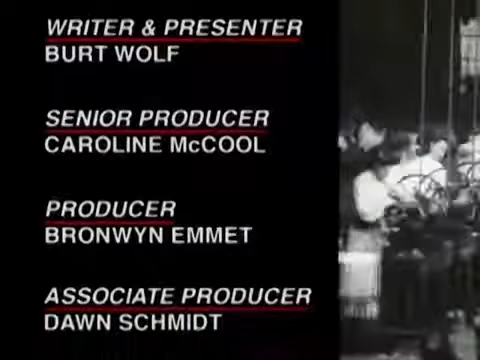 WRITER & PRESENTER
BURT WOLF
SENIOR PRODUCER
CAROLINE McCOOL
PRODUCER
BRONWYN EMMET
ASSOCIATE PRODUCER
DAWN SCHMIDT